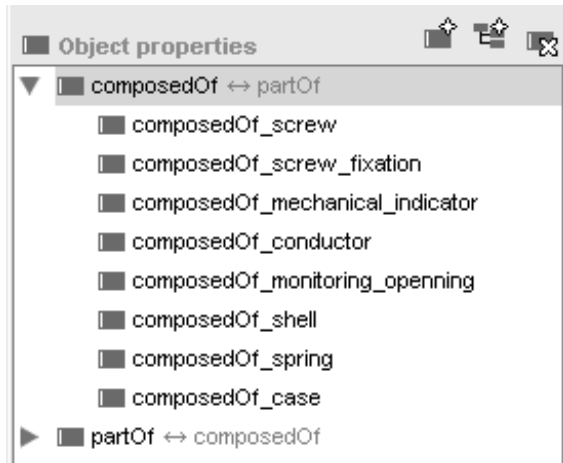 Object properties
composedOf ↔ partOf
composedOf_screw
composedOf_screw_fixation
composedOf_mechanical_indicator
composedOf_conductor
composedOf_monitoring_openning
composedOf_shell
composedOf_spring
composedOf_case
partOf ↔ composedOf